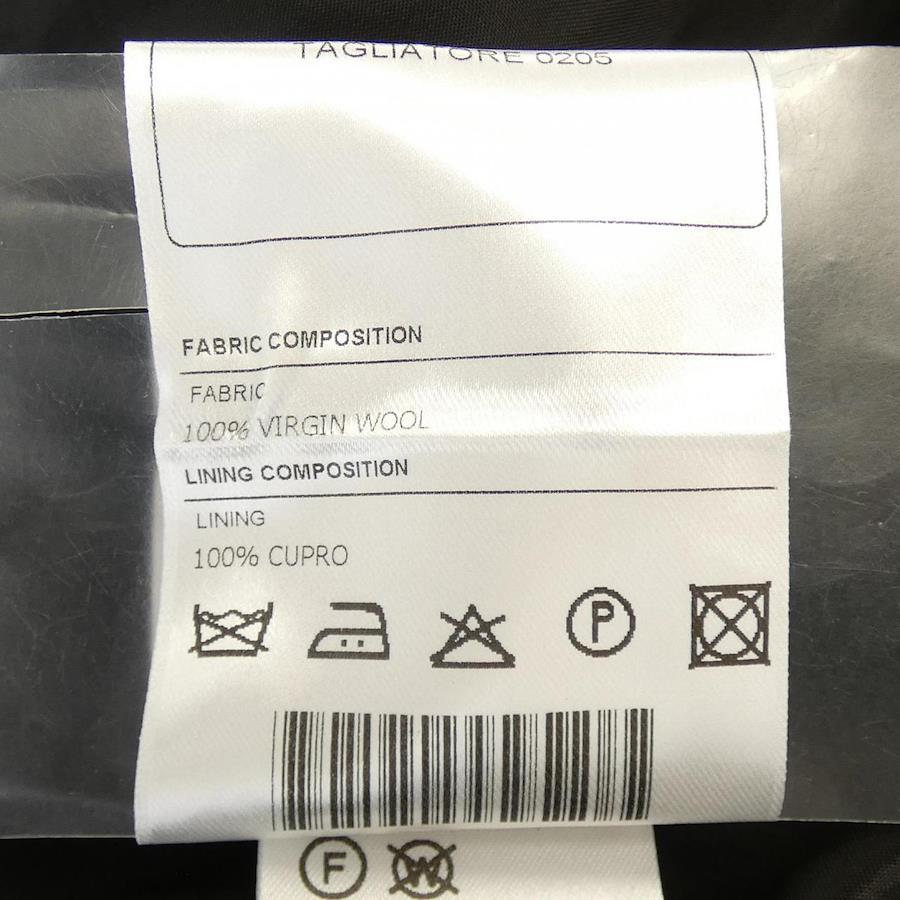 TAGLIATORE 0205
FABRIC COMPOSITION
FABRIC
100% VIRGIN WOOL
LINING COMPOSITION
LINING
100% CUPRO
P
F W